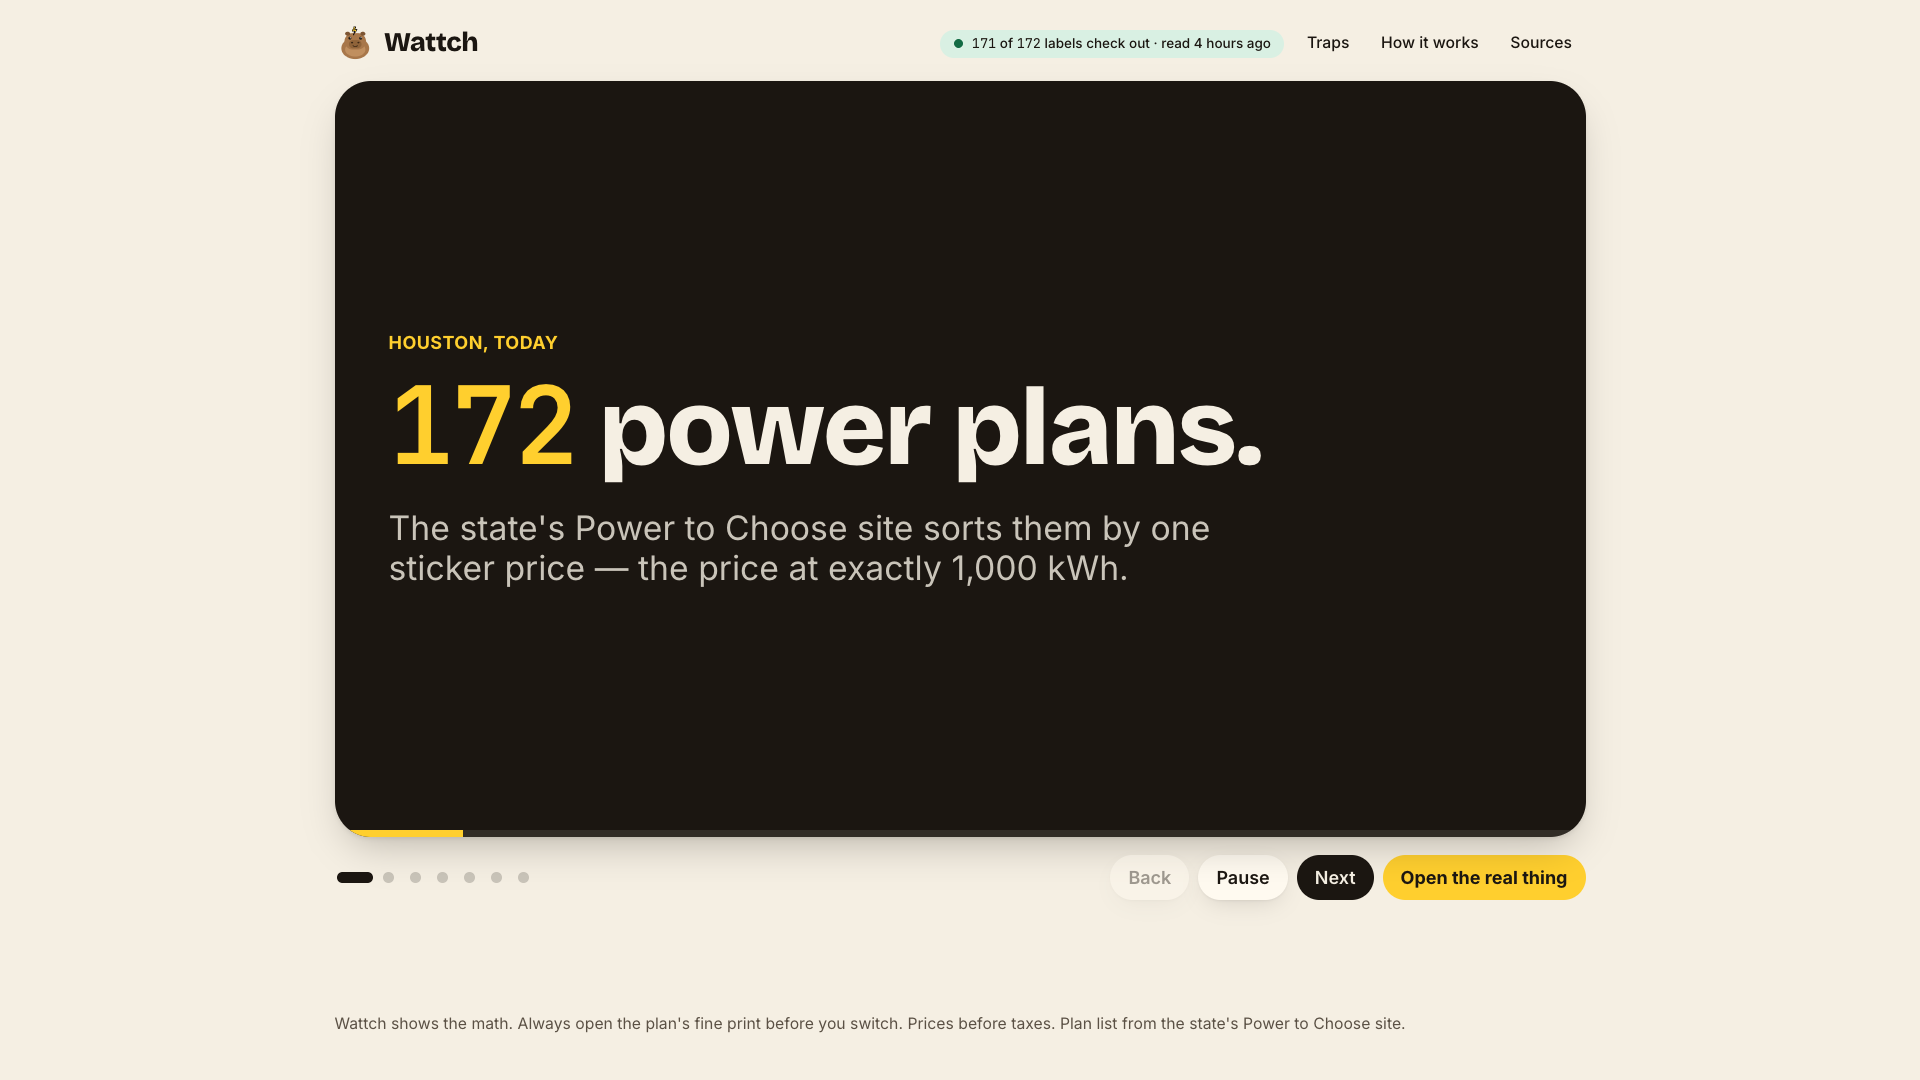 Wattch
171 of 172 labels check out · read 4 hours ago
Traps
How it works
Sources
HOUSTON, TODAY
172 power plans.
The state's Power to Choose site sorts them by one
sticker price — the price at exactly 1,000 kWh.
Back
Pause
Next
Open the real thing
Wattch shows the math. Always open the plan's fine print before you switch. Prices before taxes. Plan list from the state's Power to Choose site.